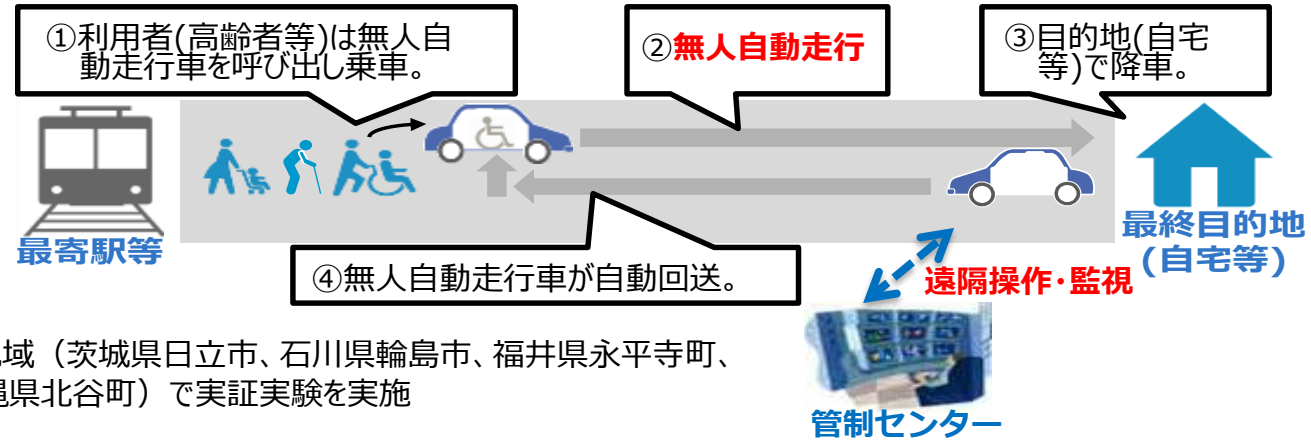 ①利用者(高齢者等)は無人自
動走行車を呼び出し乗車。
②無人自動走行
③目的地(自宅
等)で降車。
最寄駅等
最終目的地
(自宅等)
④無人自動走行車が自動回送。
遠隔操作・監視
域（茨城県日立市、石川県輪島市、福井県永平寺町、
縄県北谷町）で実証実験を実施
管制センター